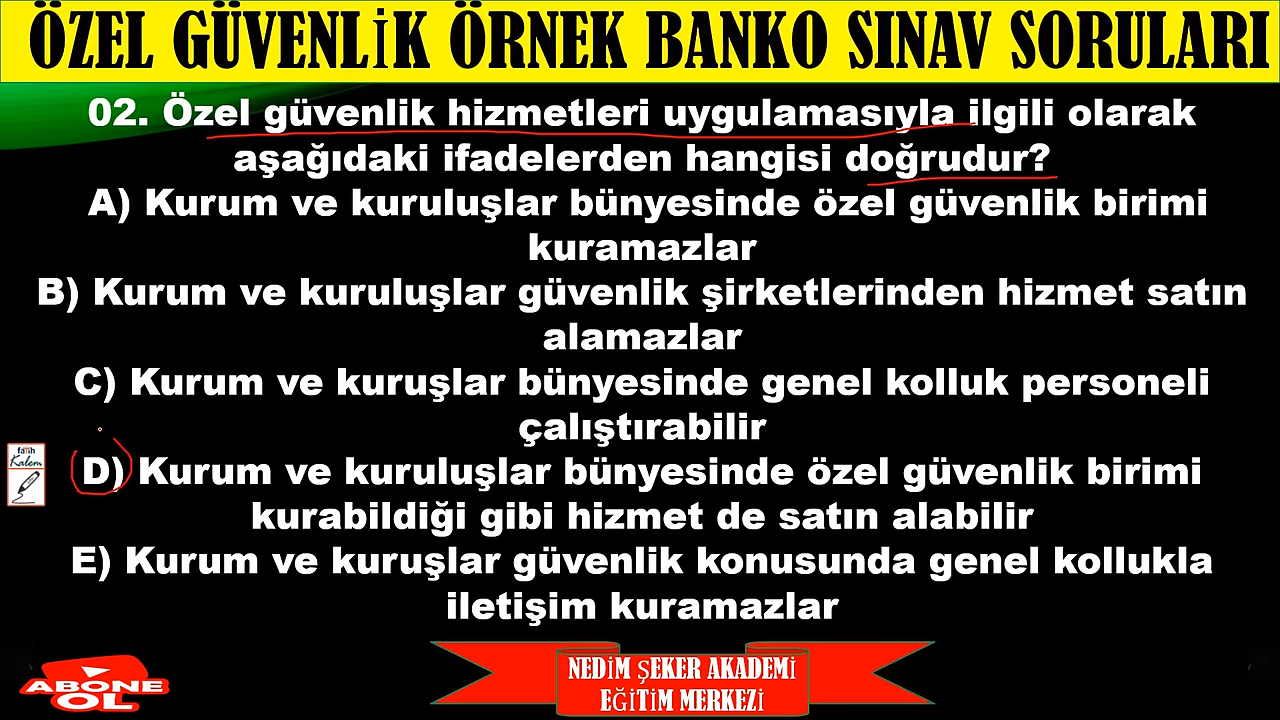 ÖZEL GÜVENLİK ÖRNEK BANKO SINAV SORULARI
02. Özel güvenlik hizmetleri uygulamasıyla ilgili olarak
aşağıdaki ifadelerden hangisi doğrudur?
A) Kurum ve kuruluşlar bünyesinde özel güvenlik birimi
kuramazlar
B) Kurum ve kuruluşlar güvenlik şirketlerinden hizmet satın
alamazlar
C) Kurum ve kuruşlar bünyesinde genel kolluk personeli
çalıştırabilir
fatih
Kalem
D) Kurum ve kuruluşlar bünyesinde özel güvenlik birimi
kurabildiği gibi hizmet de satın alabilir
E) Kurum ve kuruşlar güvenlik konusunda genel kollukla
iletişim kuramazlar
ABONE
OL
NEDİM ŞEKER AKADEMİ
EĞİTİM MERKEZİ